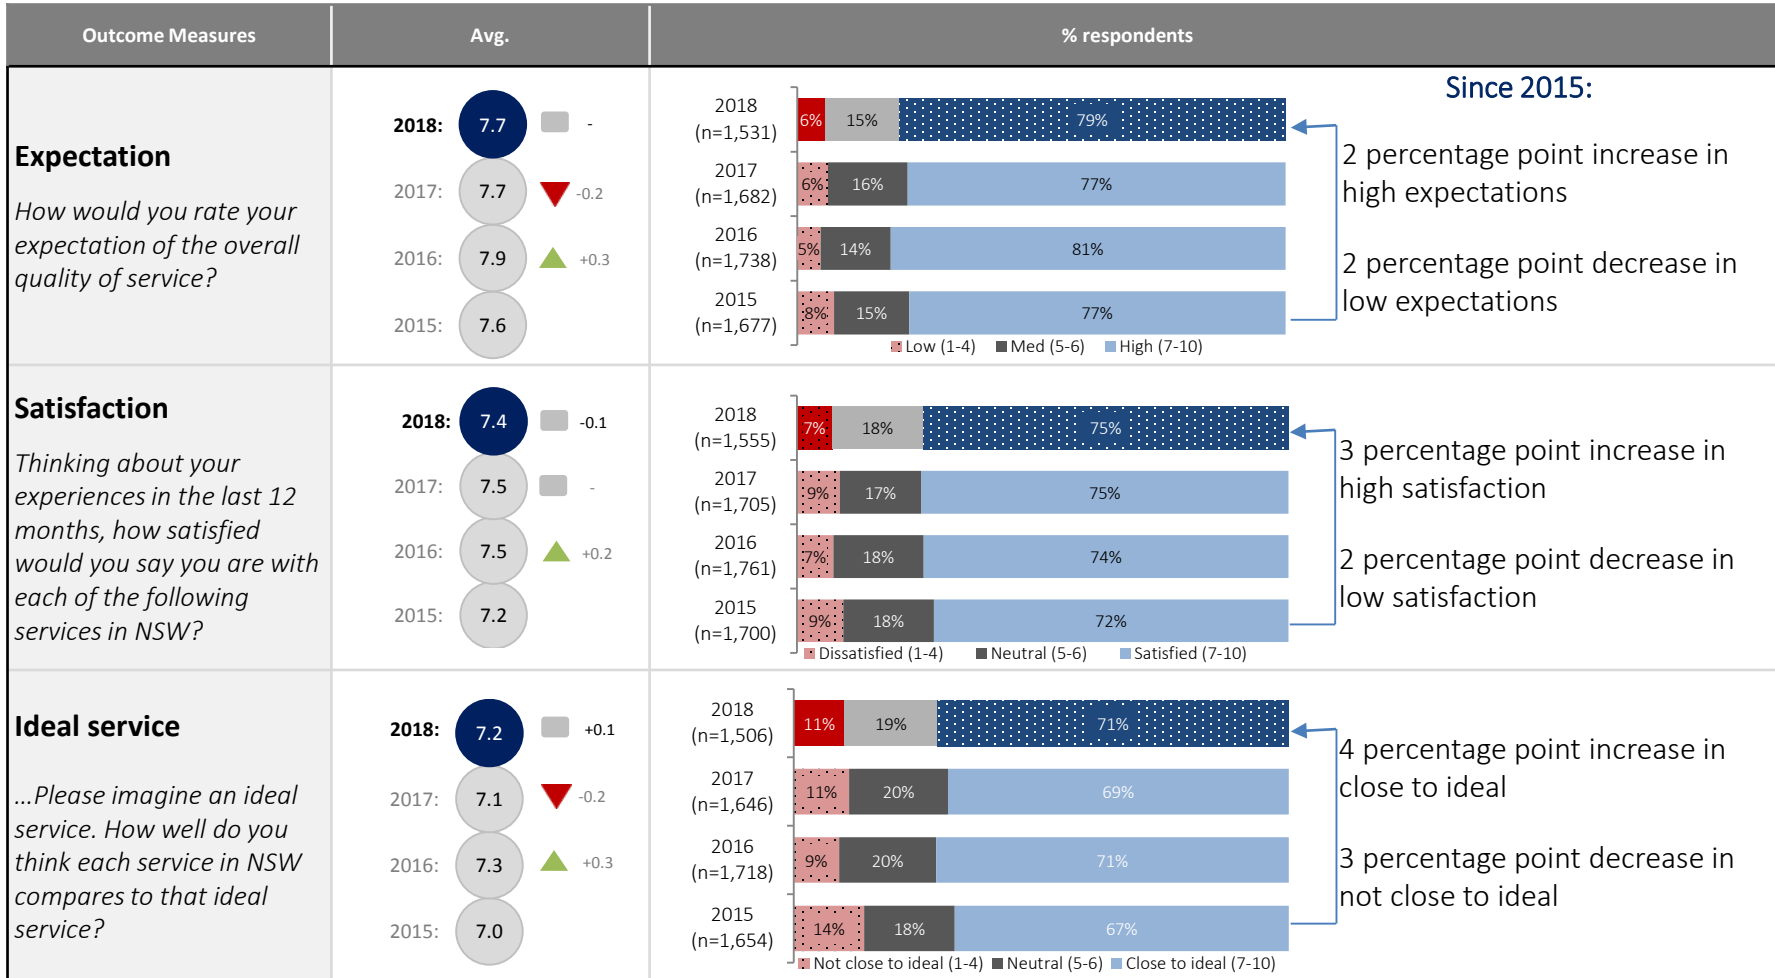 Outcome Measures
Avg.
% respondents
Expectation
How would you rate your
expectation of the overall
quality of service?
2018: 7.7 -
2017: 7.7 -0.2
2016: 7.9 +0.3
2015: 7.6
2018
(n=1,531)
6% 15% 79%
2017
(n=1,682)
6% 16% 77%
2016
(n=1,738)
5% 14% 81%
2015
(n=1,677)
8% 15% 77%
Low (1-4) Med (5-6) High (7-10)
Since 2015:
2 percentage point increase in
high expectations
2 percentage point decrease in
low expectations
Satisfaction
Thinking about your
experiences in the last 12
months, how satisfied
would you say you are with
each of the following
services in NSW?
2018: 7.4 -0.1
2017: 7.5 -
2016: 7.5 +0.2
2015: 7.2
2018
(n=1,555)
7% 18% 75%
2017
(n=1,705)
9% 17% 75%
2016
(n=1,761)
7% 18% 74%
2015
(n=1,700)
9% 18% 72%
Dissatisfied (1-4) Neutral (5-6) Satisfied (7-10)
3 percentage point increase in
high satisfaction
2 percentage point decrease in
low satisfaction
Ideal service
...Please imagine an ideal
service. How well do you
think each service in NSW
compares to that ideal
service?
2018: 7.2 +0.1
2017: 7.1 -0.2
2016: 7.3 +0.3
2015: 7.0
2018
(n=1,506)
11% 19% 71%
2017
(n=1,646)
11% 20% 69%
2016
(n=1,718)
9% 20% 71%
2015
(n=1,654)
14% 18% 67%
Not close to ideal (1-4) Neutral (5-6) Close to ideal (7-10)
4 percentage point increase in
close to ideal
3 percentage point decrease in
not close to ideal